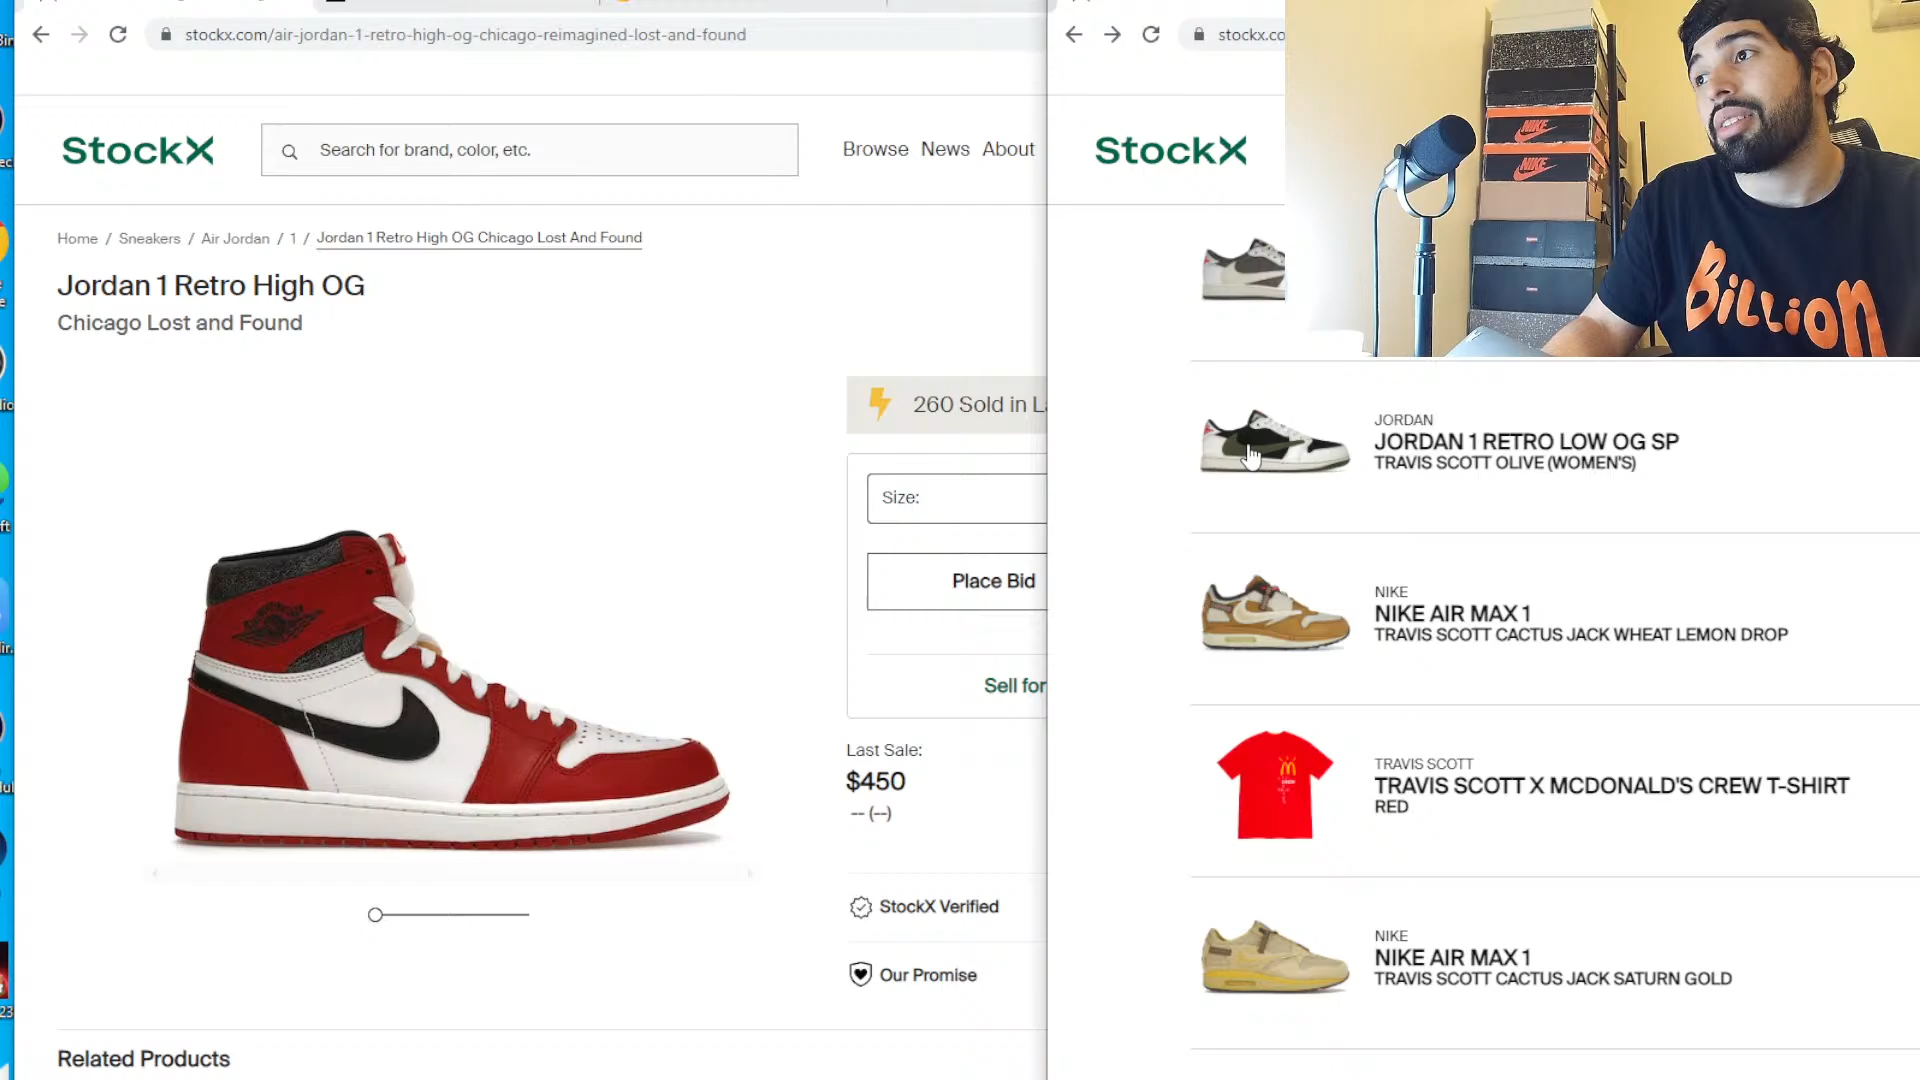 stockx.com/air-jordan-1-retro-high-og-chicago-reimagined-lost-and-found
StockX
Search for brand, color, etc.
Browse News About
Home / Sneakers / Air Jordan / 1 / Jordan 1 Retro High OG Chicago Lost And Found
Jordan 1 Retro High OG
Chicago Lost and Found
260 Sold in La
Size:
Place Bid
Sell for
Last Sale:
$450
-- (--)
StockX Verified
Our Promise
Related Products
stockx.co
StockX
NIKE
NIKE
BiLLiON
JORDAN
JORDAN 1 RETRO LOW OG SP
TRAVIS SCOTT OLIVE (WOMEN'S)
NIKE
NIKE AIR MAX 1
TRAVIS SCOTT CACTUS JACK WHEAT LEMON DROP
TRAVIS SCOTT
TRAVIS SCOTT X MCDONALD'S CREW T-SHIRT
RED
NIKE
NIKE AIR MAX 1
TRAVIS SCOTT CACTUS JACK SATURN GOLD